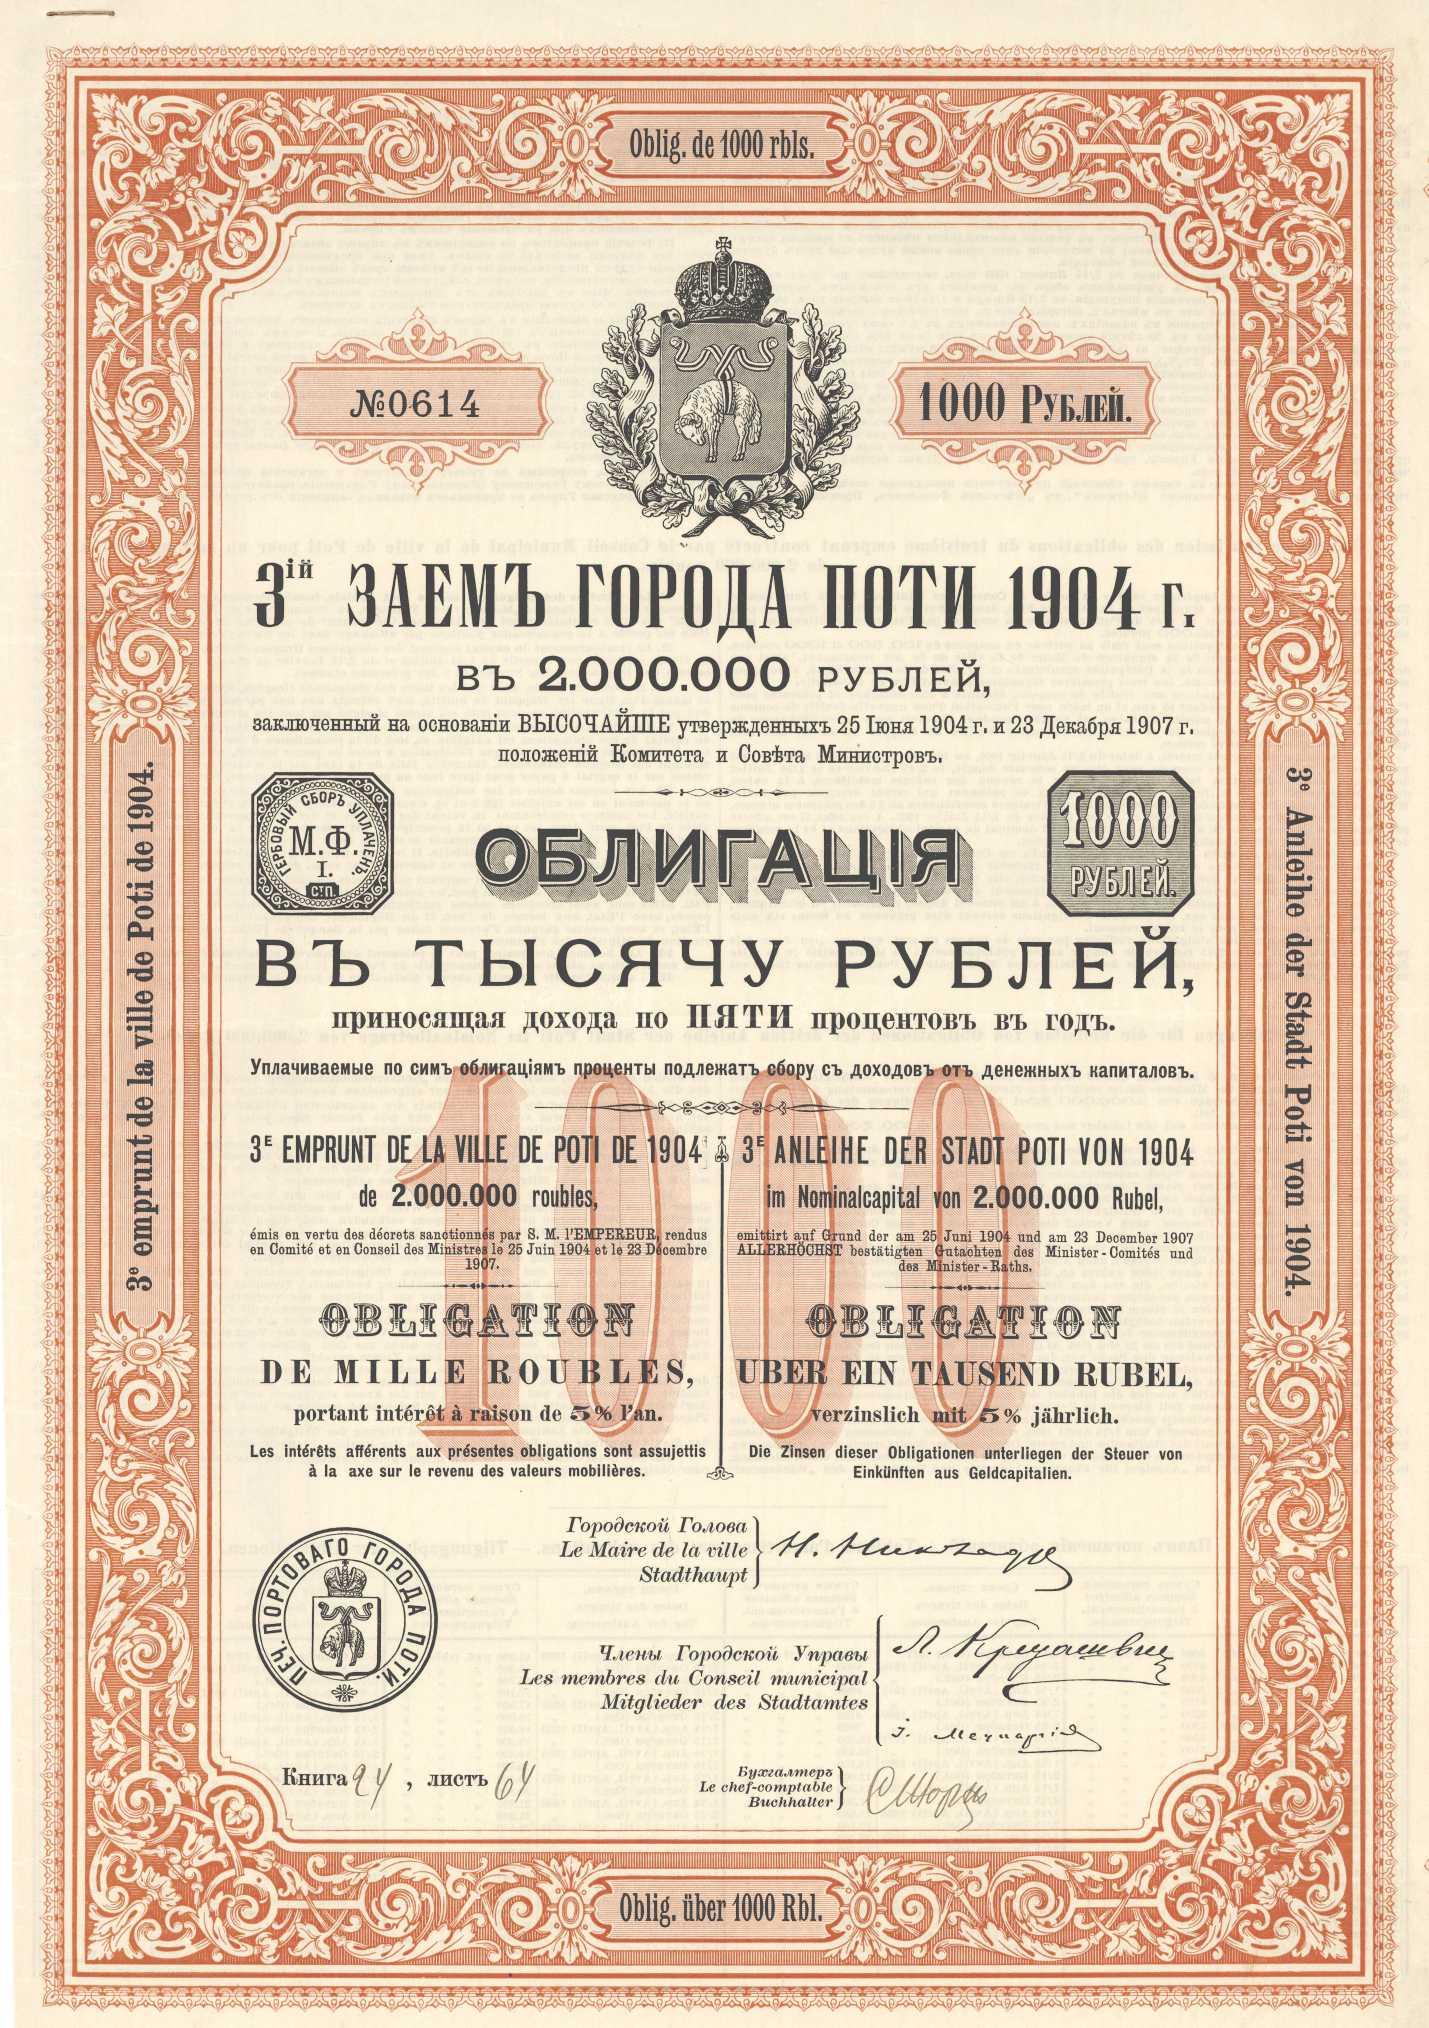 Oblig. de 1000 rbls.
№0614
1000 Рублей.
3ій ЗАЕМЪ ГОРОДА ПОТИ 1904 г.
ВЪ 2.000.000 РУБЛЕЙ,
заключенный на основаніи ВЫСОЧАЙШЕ утвержденныхъ 25 Іюня 1904 г. и 23 Декабря 1907 г.
положеній Комитета и Совѣта Министровъ.
ГЕРБОВЫЙ СБОРЪ УПЛАЧЕНЪ.
М.Ф.
I.
СТП.
ОБЛИГАЦІЯ
1000
РУБЛЕЙ.
ВЪ ТЫСЯЧУ РУБЛЕЙ,
приносящая дохода по ПЯТИ процентовъ въ годъ.
Уплачиваемые по симъ облигаціямъ проценты подлежатъ сбору съ доходовъ отъ денежныхъ капиталовъ.
1000
3E EMPRUNT DE LA VILLE DE POTI DE 1904
de 2.000.000 roubles,
émis en vertu des décrets sanctionnés par S. M. l'EMPEREUR, rendus
en Comité et en Conseil des Ministres le 25 Juin 1904 et le 23 Décembre
1907.
OBLIGATION
DE MILLE ROUBLES,
portant intérêt à raison de 5% l'an.
Les intérêts afférents aux présentes obligations sont assujettis
à la axe sur le revenu des valeurs mobilières.
3E ANLEIHE DER STADT POTI VON 1904
im Nominalcapital von 2.000.000 Rubel,
emittirt auf Grund der am 25 Juni 1904 und am 23 December 1907
ALLERHÖCHST bestätigten Gutachten des Minister-Comités und
des Minister-Raths.
OBLIGATION
UBER EIN TAUSEND RUBEL,
verzinslich mit 5% jährlich.
Die Zinsen dieser Obligationen unterliegen der Steuer von
Einkünften aus Geldcapitalien.
3e emprunt de la ville de Poti de 1904.
3e Anleihe der Stadt Poti von 1904.
Городской Голова
Le Maire de la ville
Stadthaupt
ПЕЧ. ПОРТОВАГО ГОРОДА ПОТИ.
Члены Городской Управы
Les membres du Conseil municipal
Mitglieder des Stadtamtes
Книга 24, листъ 64
Бухгалтеръ
Le chef-comptable
Buchhalter
Oblig. über 1000 Rbl.